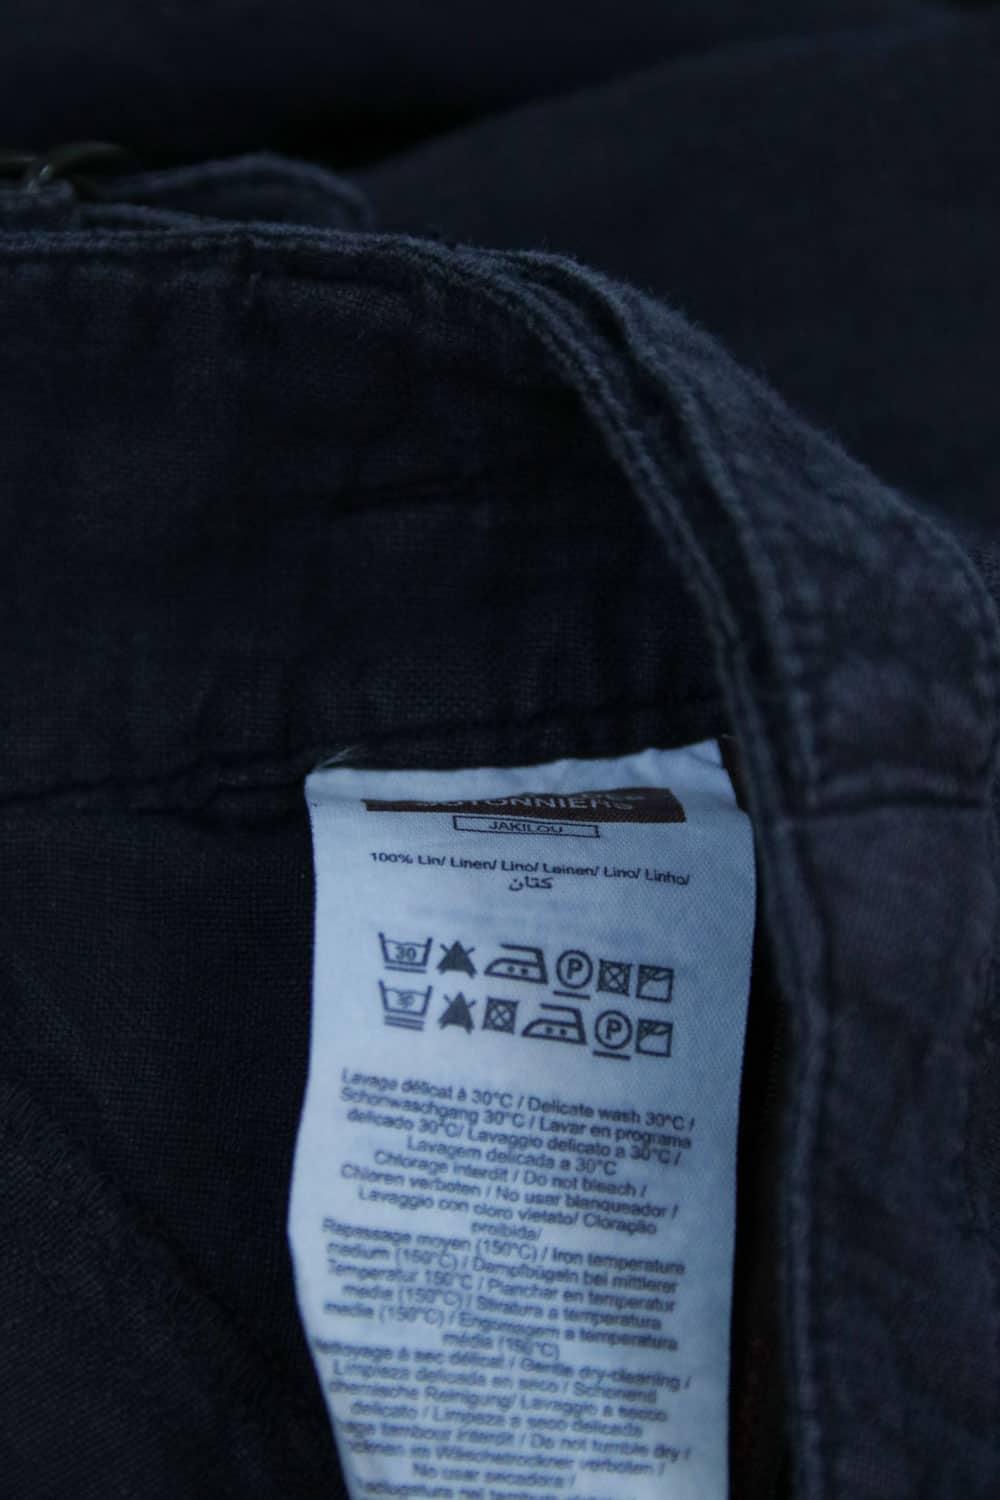 COTONNIERS
JAKILOU
100% Lin/ Linen/ Lino/ Leinen/ Lino/ Linho/
كتان
30 P
30 P
Lavage délicat à 30°C / Delicate wash 30°C /
Schonwaschgang 30°C / Lavar en programa
delicado 30°C/ Lavaggio delicato a 30°C /
Lavagem delicada a 30°C
Chlorage interdit / Do not bleach /
Chloren verboten / No usar blanqueador /
Lavaggio con cloro vietato/ Cloração
proibida/
Repassage moyen (150°C) / Iron temperature
medium (150°C) / Dampfbügeln bei mittlerer
Temperatur 150°C / Planchar en temperatur
media (150°C) / Stiratura a temperatura
media (150°C) / Engomagem a temperatura
média (150°C)
Nettoyage à sec délicat / Gentle dry-cleaning /
Limpieza delicada en seco / Schonend
chemische Reinigung/ Lavaggio a secco
delicato / Limpeza a seco delicada
tambour interdit / Do not tumble dry /
im Wäschetrockner verboten /
No usar secadora /